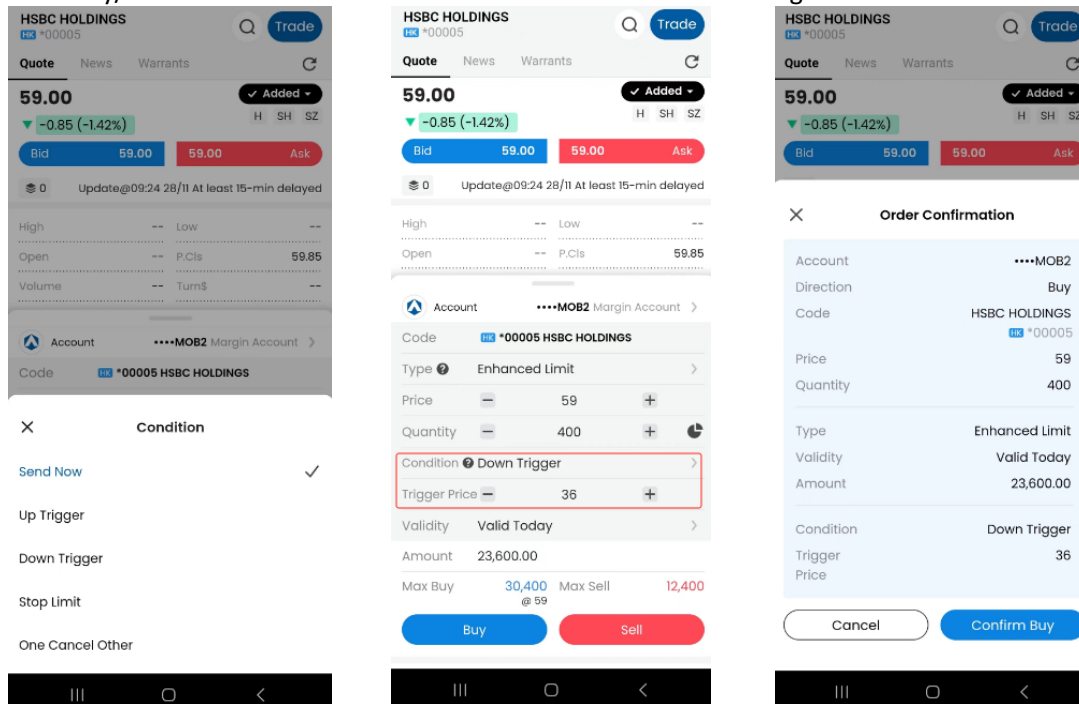 HSBC HOLDINGS
HK *00005
Trade
Quote News Warrants
59.00
✓ Added
▼ -0.85 (-1.42%)
H SH SZ
Bid 59.00 59.00 Ask
0 Update@09:24 28/11 At least 15-min delayed
High -- Low --
Open -- P.Cls 59.85
Volume -- Turn$ --
Account ••••MOB2 Margin Account >
Code HK *00005 HSBC HOLDINGS
Condition
Send Now
Up Trigger
Down Trigger
Stop Limit
One Cancel Other
HSBC HOLDINGS
HK *00005
Trade
Quote News Warrants
59.00
✓ Added
▼ -0.85 (-1.42%)
H SH SZ
Bid 59.00 59.00 Ask
0 Update@09:24 28/11 At least 15-min delayed
High -- Low --
Open -- P.Cls 59.85
Account ••••MOB2 Margin Account >
Code HK *00005 HSBC HOLDINGS
Type ? Enhanced Limit >
Price − 59 +
Quantity − 400 +
Condition ? Down Trigger >
Trigger Price − 36 +
Validity Valid Today >
Amount 23,600.00
Max Buy 30,400 Max Sell 12,400
@ 59
Buy Sell
HSBC HOLDINGS
HK *00005
Trade
Quote News Warrants
59.00
✓ Added
▼ -0.85 (-1.42%)
H SH SZ
Bid 59.00 59.00 Ask
Order Confirmation
Account ••••MOB2
Direction Buy
Code HSBC HOLDINGS
HK *00005
Price 59
Quantity 400
Type Enhanced Limit
Validity Valid Today
Amount 23,600.00
Condition Down Trigger
Trigger 36
Price
Cancel Confirm Buy